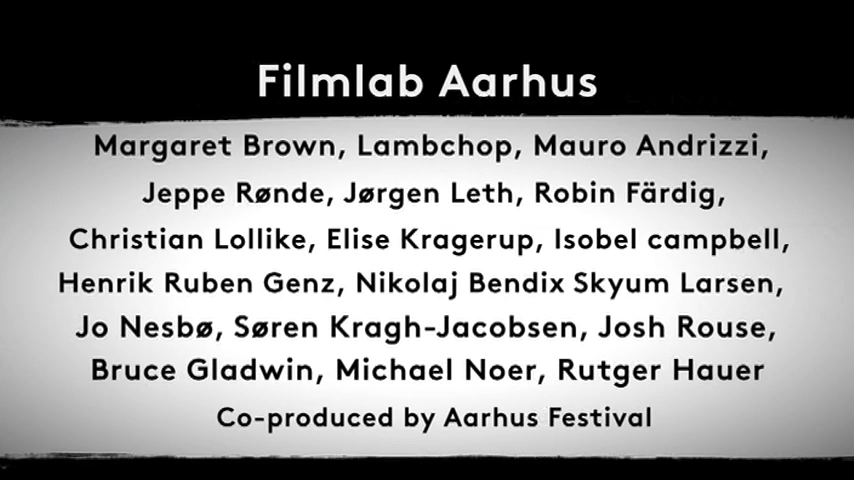 Filmlab Aarhus
Margaret Brown, Lambchop, Mauro Andrizzi,
Jeppe Rønde, Jørgen Leth, Robin Färdig,
Christian Lollike, Elise Kragerup, Isobel campbell,
Henrik Ruben Genz, Nikolaj Bendix Skyum Larsen,
Jo Nesbø, Søren Kragh-Jacobsen, Josh Rouse,
Bruce Gladwin, Michael Noer, Rutger Hauer
Co-produced by Aarhus Festival